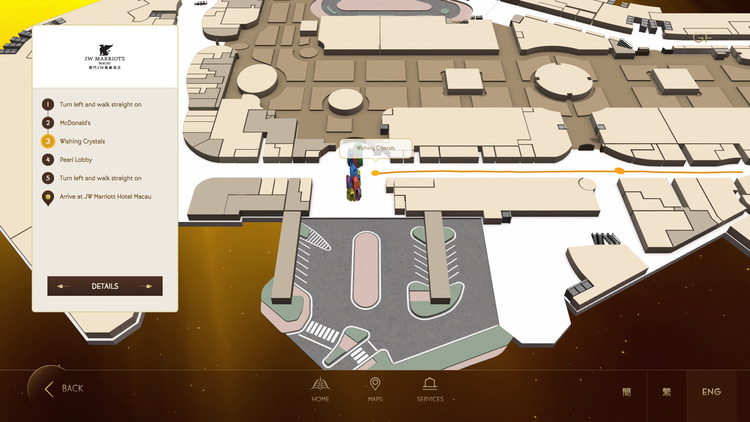 JW MARRIOTT
MACAU
澳門JW萬豪酒店
1 Turn left and walk straight on
2 McDonald's
3 Wishing Crystals
4 Pearl Lobby
5 Turn left and walk straight on
Arrive at JW Marriott Hotel Macau
DETAILS
Wishing Crystals
BACK
HOME
MAPS
SERVICES
簡
繁
ENG